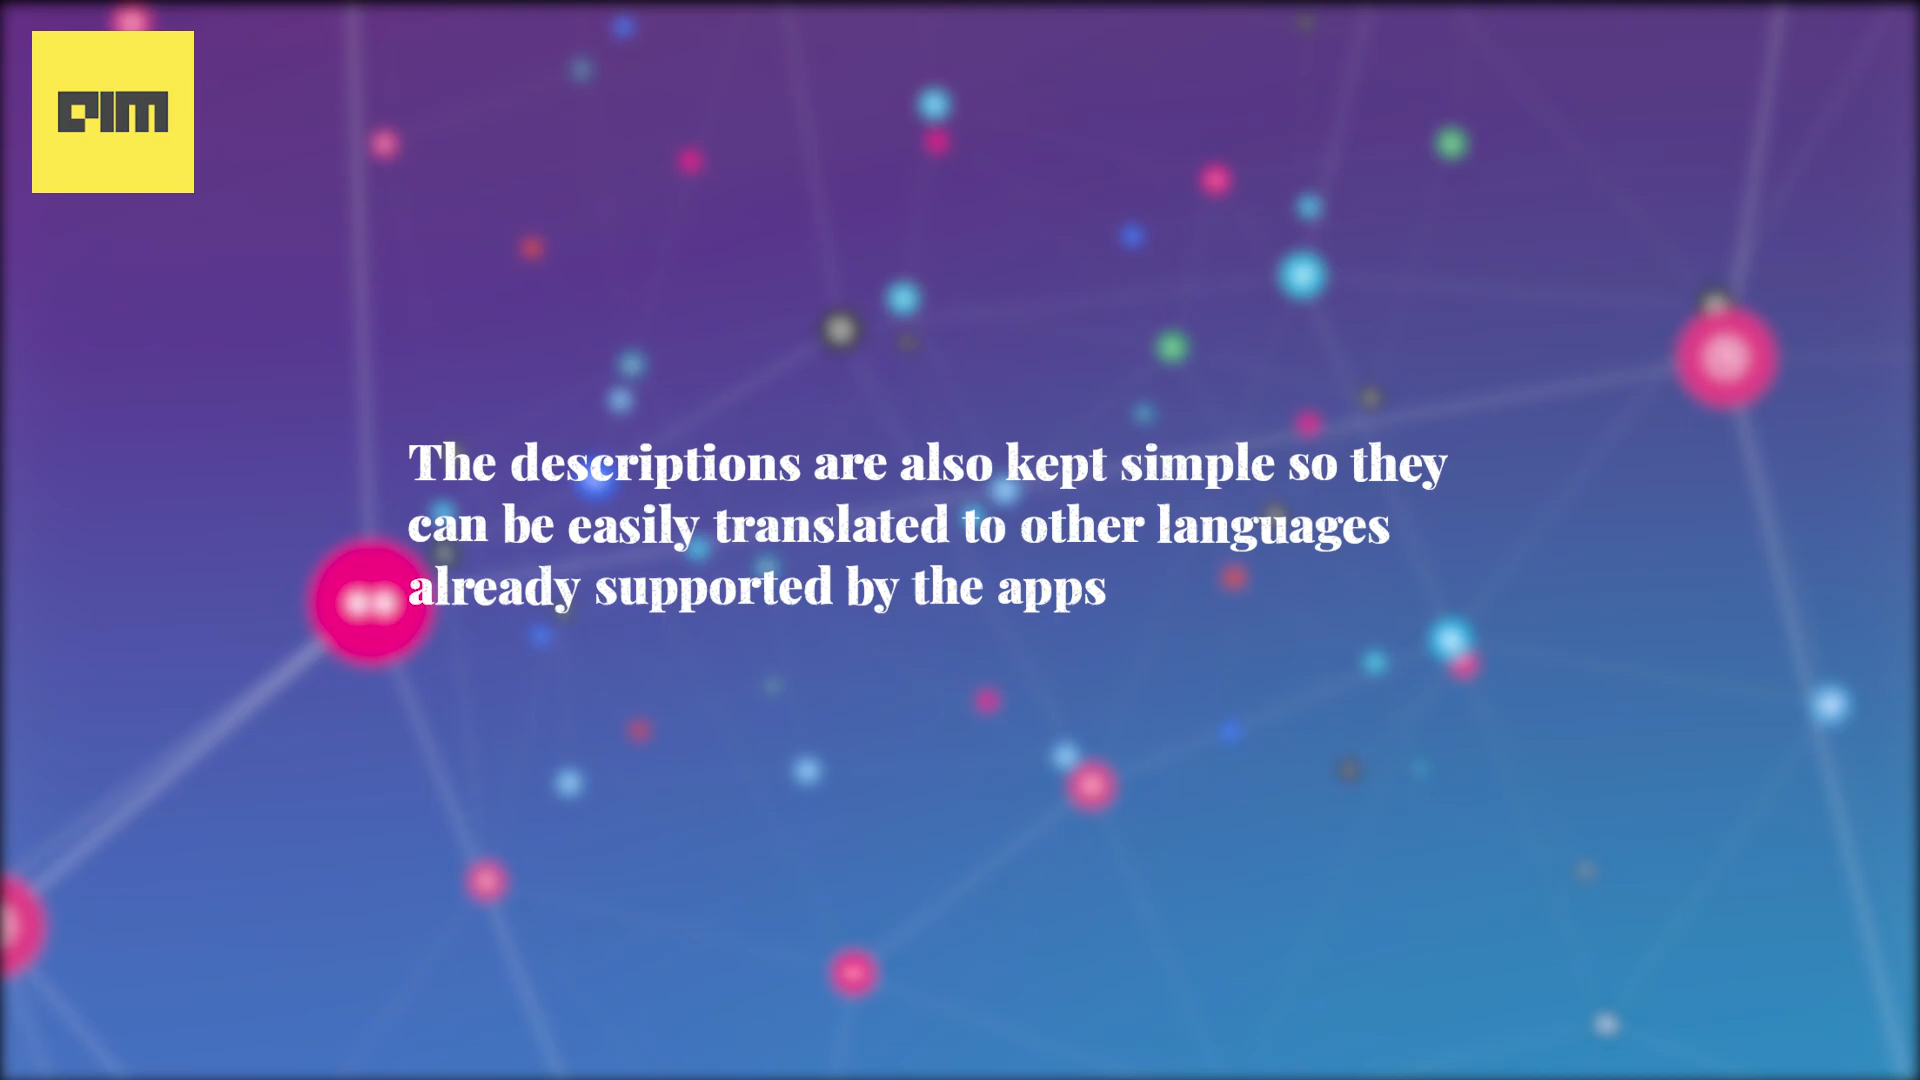 AIM
The descriptions are also kept simple so they
can be easily translated to other languages
already supported by the apps